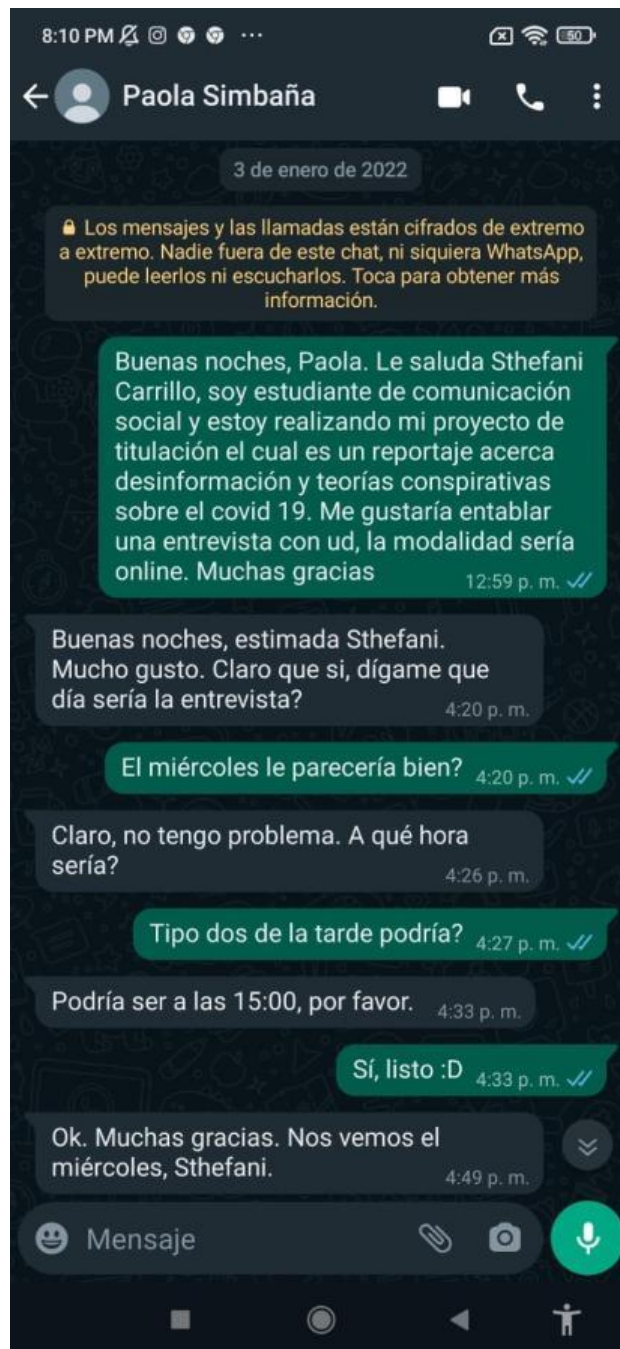 8:10 PM ...
50
Paola Simbaña
3 de enero de 2022
Los mensajes y las llamadas están cifrados de extremo
a extremo. Nadie fuera de este chat, ni siquiera WhatsApp,
puede leerlos ni escucharlos. Toca para obtener más
información.
Buenas noches, Paola. Le saluda Sthefani
Carrillo, soy estudiante de comunicación
social y estoy realizando mi proyecto de
titulación el cual es un reportaje acerca
desinformación y teorías conspirativas
sobre el covid 19. Me gustaría entablar
una entrevista con ud, la modalidad sería
online. Muchas gracias
12:59 p. m.
Buenas noches, estimada Sthefani.
Mucho gusto. Claro que si, dígame que
día sería la entrevista?
4:20 p. m.
El miércoles le parecería bien? 4:20 p. m.
Claro, no tengo problema. A qué hora
sería?
4:26 p. m.
Tipo dos de la tarde podría? 4:27 p. m.
Podría ser a las 15:00, por favor. 4:33 p. m.
Sí, listo :D 4:33 p. m.
Ok. Muchas gracias. Nos vemos el
miércoles, Sthefani.
4:49 p. m.
Mensaje